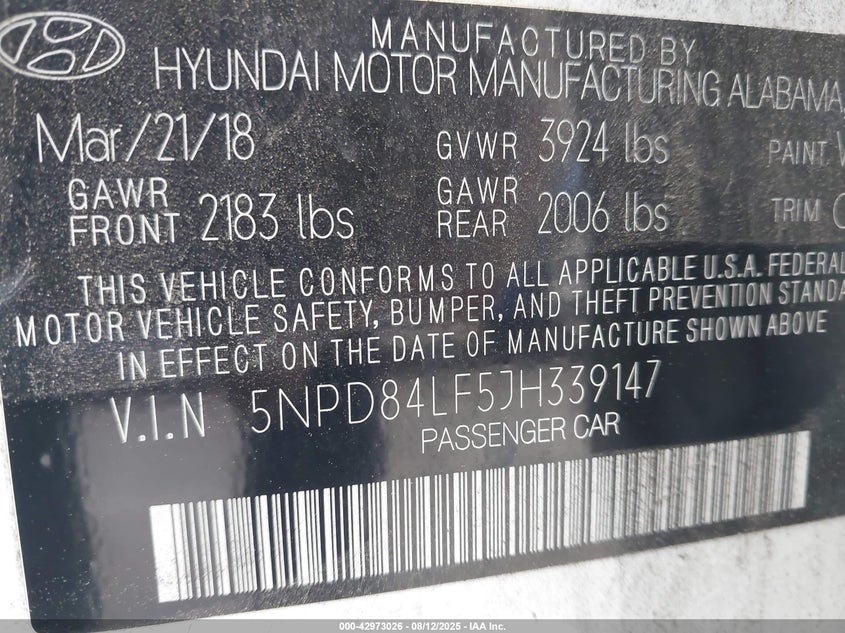 MANUFACTURED BY
HYUNDAI MOTOR MANUFACTURING ALABAMA,
Mar/21/18 GVWR 3924 lbs PAINT
GAWR FRONT 2183 lbs GAWR REAR 2006 lbs TRIM
THIS VEHICLE CONFORMS TO ALL APPLICABLE U.S.A. FEDERAL
MOTOR VEHICLE SAFETY, BUMPER, AND THEFT PREVENTION STANDA
IN EFFECT ON THE DATE OF MANUFACTURE SHOWN ABOVE
V.I.N 5NPD84LF5JH339147
PASSENGER CAR
000-42973026 - 08/12/2025 - IAA Inc.